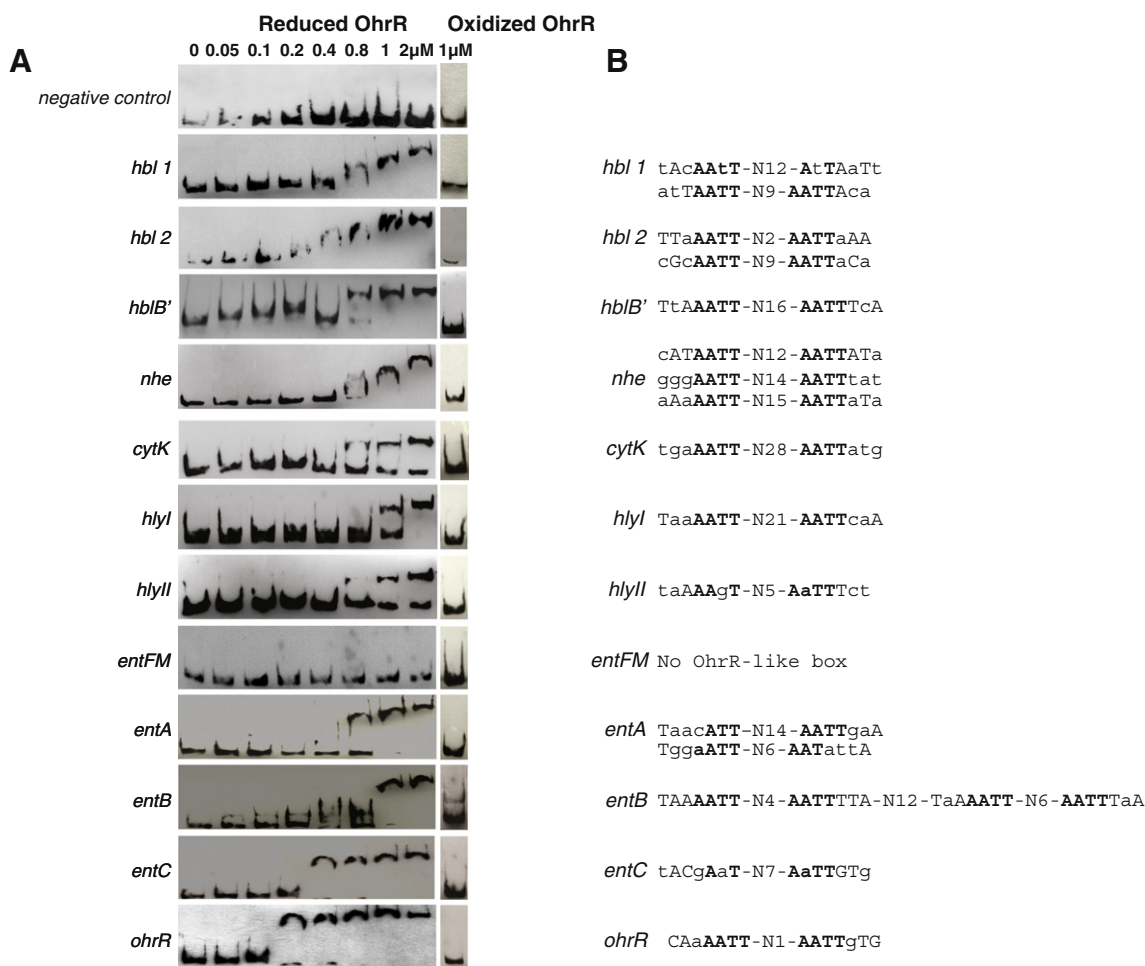 Reduced OhrR Oxidized OhrR
0 0.05 0.1 0.2 0.4 0.8 1 2µM 1µM
A B
negative control
hbl 1 hbl 1 tAcAAtT-N12-AtTAaTt
atTAATT-N9-AATTAca
hbl 2 hbl 2 TTaAATT-N2-AATTaAA
cGcAATT-N9-AATTaCa
hblB' hblB' TtAAATT-N16-AATTTcA
cATAATT-N12-AATTATa
nhe nhe gggAATT-N14-AATTtat
aAaAATT-N15-AATTaTa
cytK cytK tgaAATT-N28-AATTatg
hlyI hlyI TaaAATT-N21-AATTcaA
hlyII hlyII taAAAgT-N5-AaTTTct
entFM entFM No OhrR-like box
entA entA TaacATT-N14-AATTgaA
TggaATT-N6-AATattA
entB entB TAAAATT-N4-AATTTTA-N12-TaAAATT-N6-AATTTaA
entC entC tACgAaT-N7-AaTTGTg
ohrR ohrR CAaAATT-N1-AATTgTG